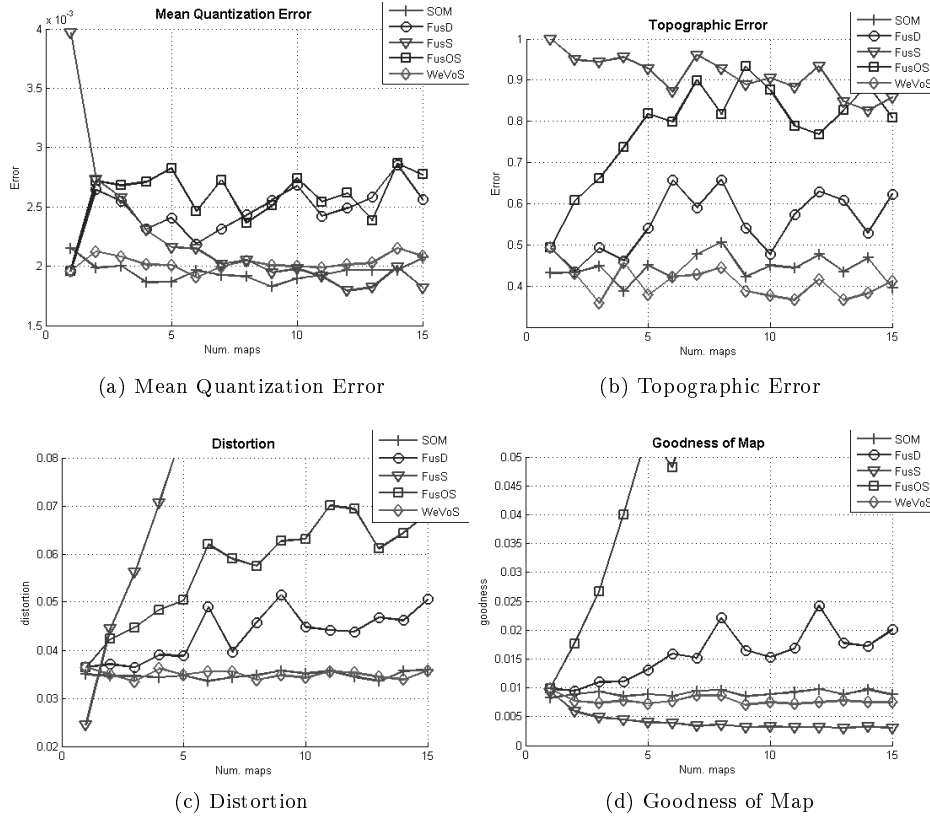 Mean Quantization Error
x 10⁻³
SOM
FusD
FusS
FusOS
WeVoS
4
3.5
3
2.5
2
1.5
Error
0
5
10
15
Num. maps
(a) Mean Quantization Error
Topographic Error
SOM
FusD
FusS
FusOS
WeVoS
1
0.9
0.8
0.7
0.6
0.5
0.4
Error
0
5
10
15
Num. maps
(b) Topographic Error
Distortion
SOM
FusD
FusS
FusOS
WeVoS
0.08
0.07
0.06
0.05
0.04
0.03
0.02
distortion
0
5
10
15
Num. maps
(c) Distortion
Goodness of Map
SOM
FusD
FusS
FusOS
WeVoS
0.05
0.045
0.04
0.035
0.03
0.025
0.02
0.015
0.01
0.005
0
goodness
0
5
10
15
Num. maps
(d) Goodness of Map